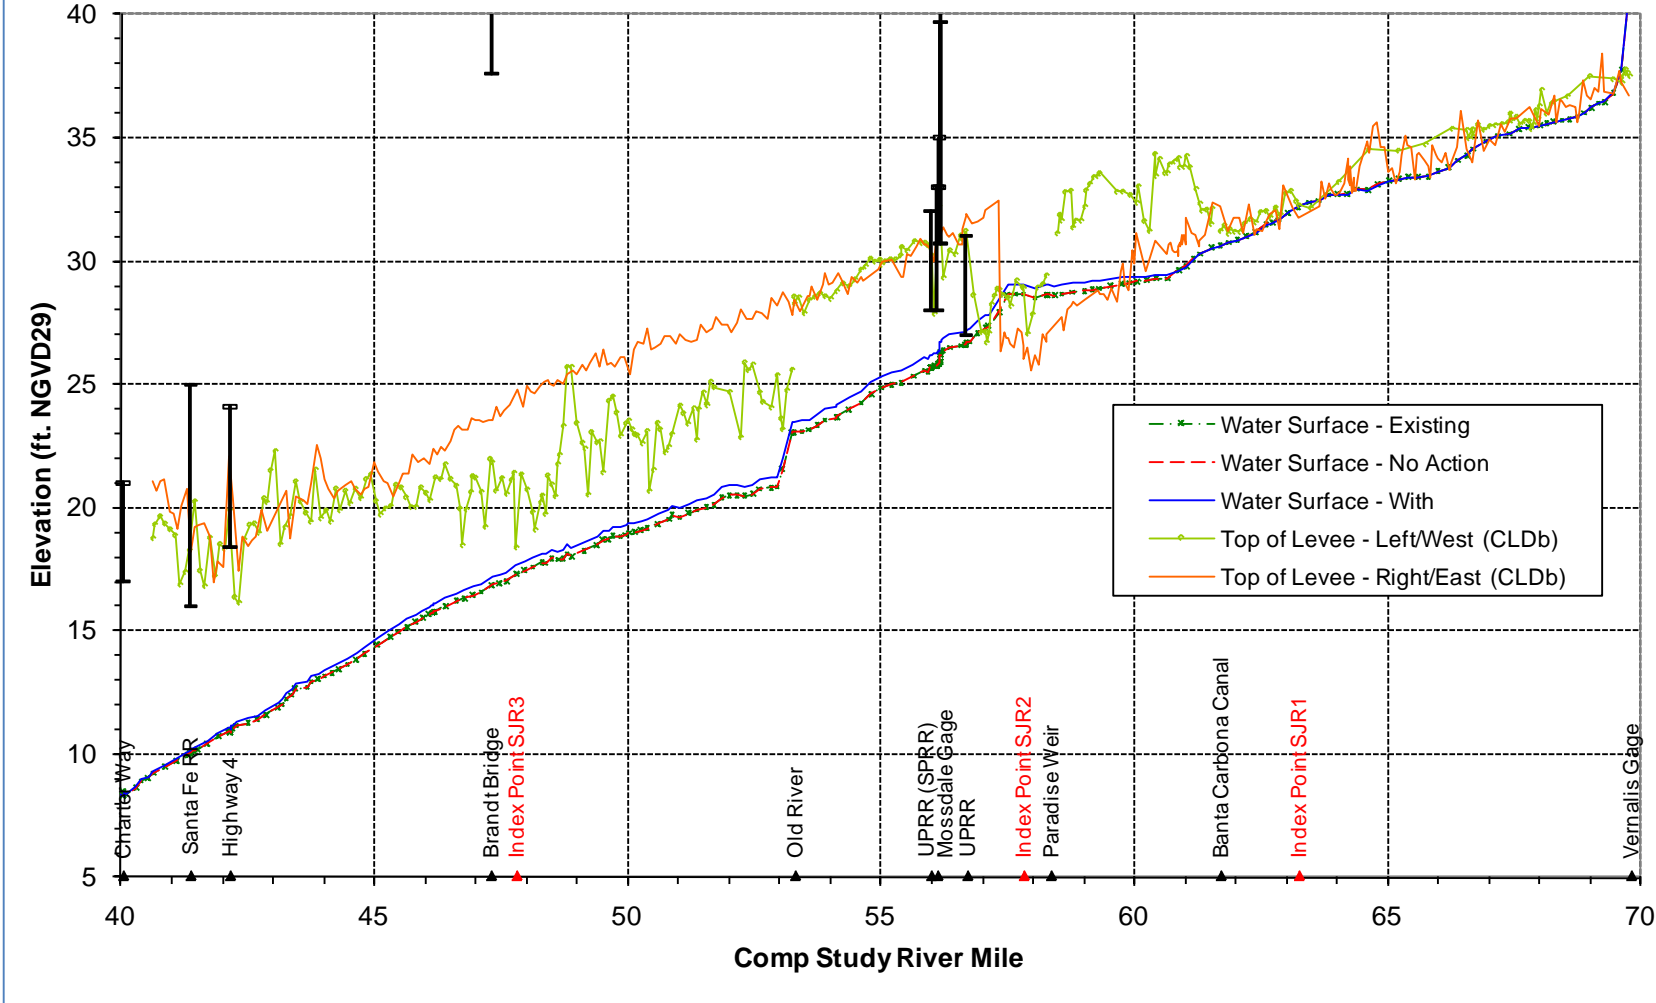 40
35
30
25
20
15
10
5
Elevation (ft. NGVD29)
Water Surface - Existing
Water Surface - No Action
Water Surface - With
Top of Levee - Left/West (CLDb)
Top of Levee - Right/East (CLDb)
Charter Way
Santa Fe RR
Highway 4
Brandt Bridge
Index Point SJR3
Old River
UPRR (SPRR)
Mossdale Gage
UPRR
Index Point SJR2
Paradise Weir
Banta Carbona Canal
Index Point SJR1
Vernalis Gage
40 45 50 55 60 65 70
Comp Study River Mile